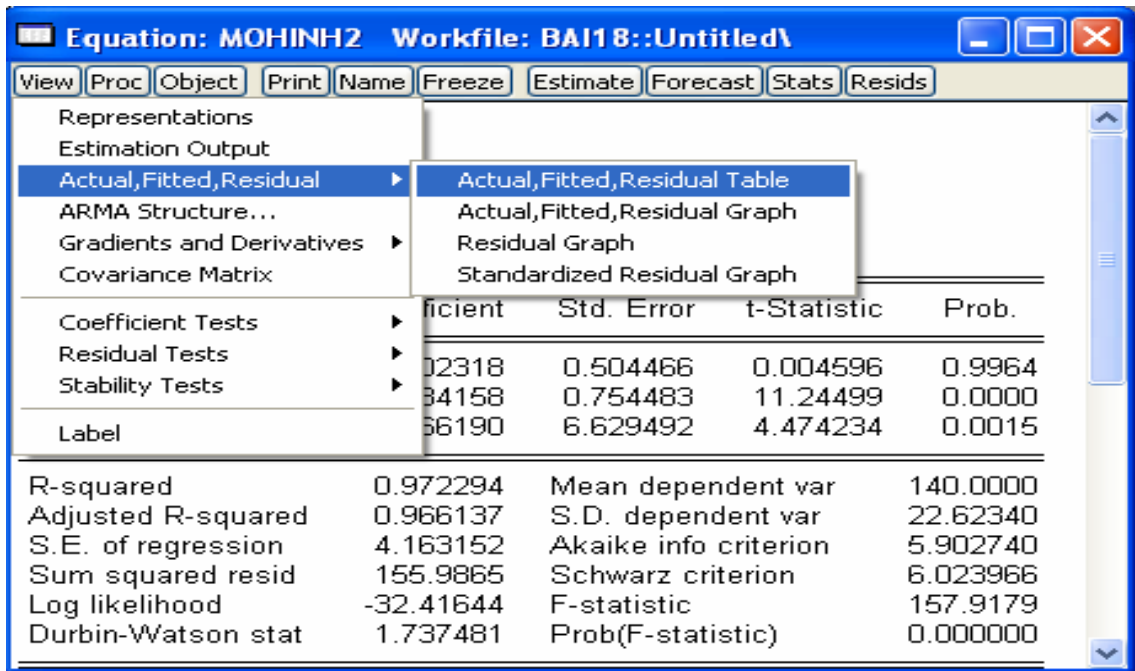 Equation: MOHINH2 Workfile: BAI18::Untitled\
View Proc Object Print Name Freeze Estimate Forecast Stats Resids
Representations
Estimation Output
Actual,Fitted,Residual
ARMA Structure...
Gradients and Derivatives
Covariance Matrix
Coefficient Tests
Residual Tests
Stability Tests
Label
Actual,Fitted,Residual Table
Actual,Fitted,Residual Graph
Residual Graph
Standardized Residual Graph
ficient Std. Error t-Statistic Prob.
02318 0.504466 0.004596 0.9964
84158 0.754483 11.24499 0.0000
66190 6.629492 4.474234 0.0015
R-squared 0.972294 Mean dependent var 140.0000
Adjusted R-squared 0.966137 S.D. dependent var 22.62340
S.E. of regression 4.163152 Akaike info criterion 5.902740
Sum squared resid 155.9865 Schwarz criterion 6.023966
Log likelihood -32.41644 F-statistic 157.9179
Durbin-Watson stat 1.737481 Prob(F-statistic) 0.000000